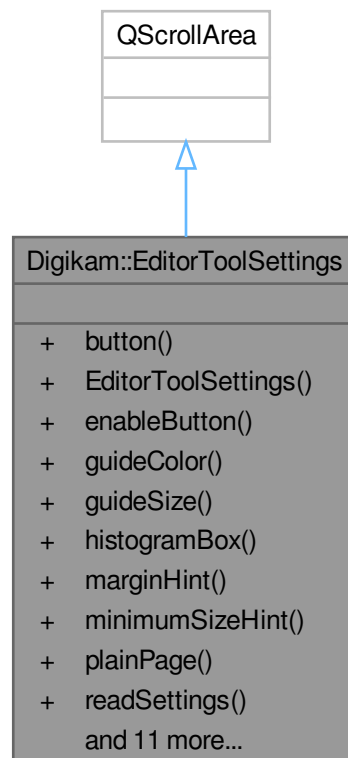 QScrollArea
Digikam::EditorToolSettings
+ button()
+ EditorToolSettings()
+ enableButton()
+ guideColor()
+ guideSize()
+ histogramBox()
+ marginHint()
+ minimumSizeHint()
+ plainPage()
+ readSettings()
and 11 more...